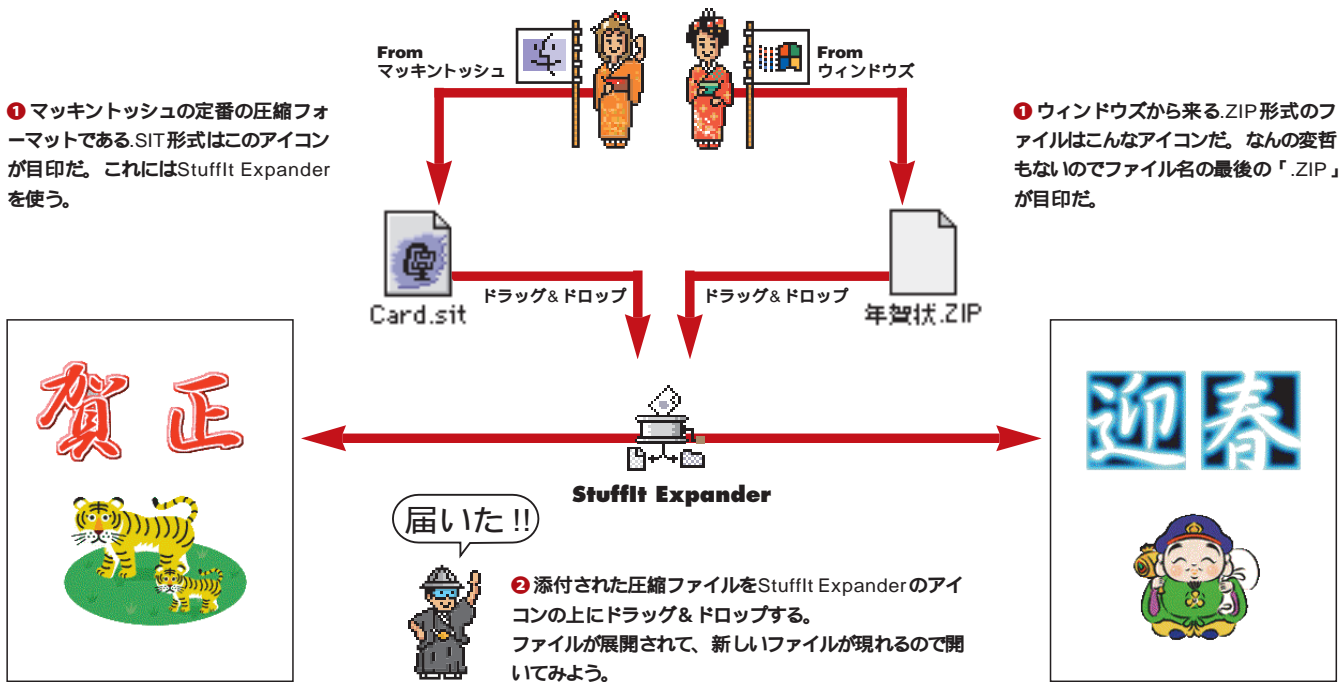 From
マッキントッシュ
From
ウィンドウズ
❶ マッキントッシュの定番の圧縮フォ
ーマットである.SIT形式はこのアイコン
が目印だ。これにはStuffIt Expander
を使う。
❶ ウィンドウズから来る.ZIP形式のフ
ァイルはこんなアイコンだ。なんの変哲
もないのでファイル名の最後の「.ZIP」
が目印だ。
Card.sit
ドラッグ&ドロップ
ドラッグ&ドロップ
年賀状.ZIP
賀正
迎春
StuffIt Expander
届いた!!
❷ 添付された圧縮ファイルをStuffIt Expanderのアイ
コンの上にドラッグ&ドロップする。
ファイルが展開されて、新しいファイルが現れるので開
いてみよう。